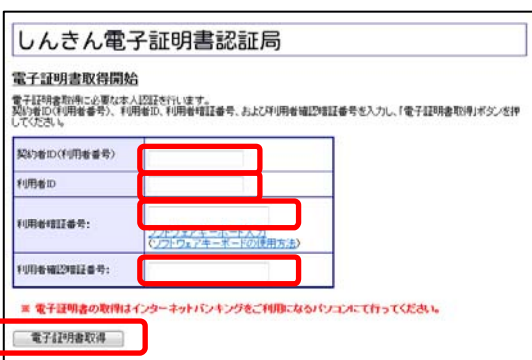 しんきん電子証明書認証局
電子証明書取得開始
電子証明書取得に必要な本人認証を行います。
契約者ID(利用者番号)、利用者ID、利用者暗証番号、および利用者確認暗証番号を入力し、「電子証明書取得」ボタンを押
してください。
契約者ID(利用者番号)
利用者ID
利用者暗証番号:
ソフトウェアキーボード入力
(ソフトウェアキーボードの使用方法)
利用者確認暗証番号:
※ 電子証明書の取得はインターネットバンキングをご利用になるパソコンにて行ってください。
電子証明書取得